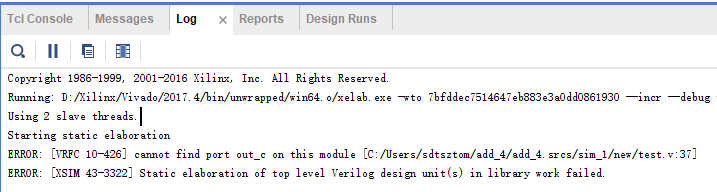 Tcl Console Messages Log × Reports Design Runs
Copyright 1986-1999, 2001-2016 Xilinx, Inc. All Rights Reserved.
Running: D:/Xilinx/Vivado/2017.4/bin/unwrapped/win64.o/xelab.exe -wto 7bfddec7514647eb883e3a0dd0861930 --incr --debug
Using 2 slave threads.
Starting static elaboration
ERROR: [VRFC 10-426] cannot find port out_c on this module [C:/Users/sdtsztom/add_4/add_4.srcs/sim_1/new/test.v:37]
ERROR: [XSIM 43-3322] Static elaboration of top level Verilog design unit(s) in library work failed.